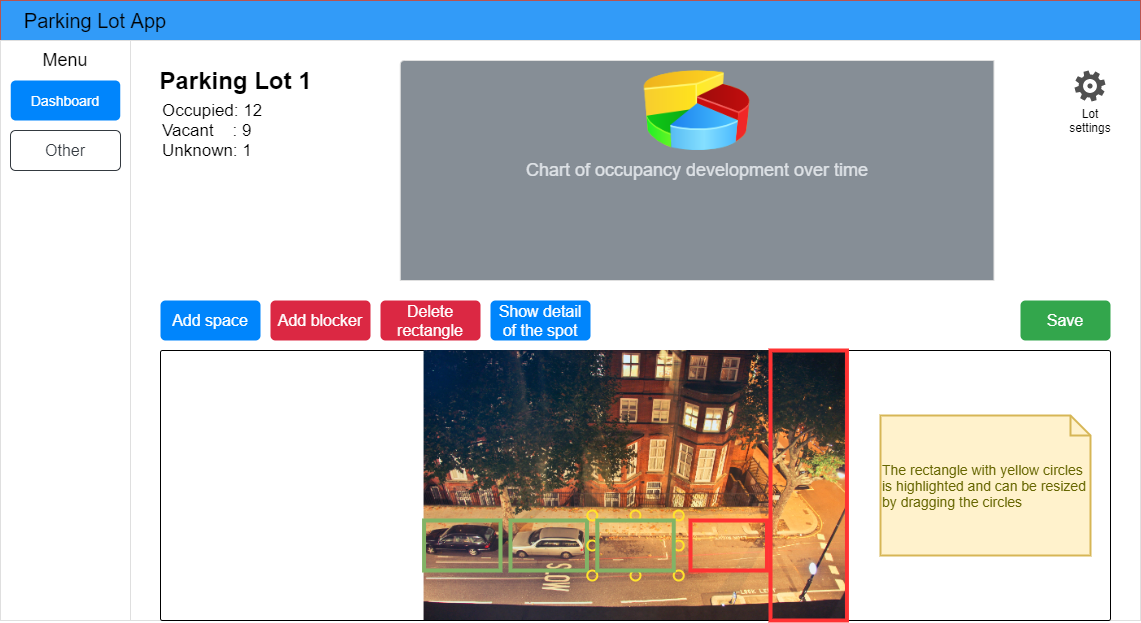 Parking Lot App
Menu
Dashboard
Other
Parking Lot 1
Occupied: 12
Vacant : 9
Unknown: 1
Chart of occupancy development over time
Lot
settings
Add space
Add blocker
Delete
rectangle
Show detail
of the spot
Save
The rectangle with yellow circles
is highlighted and can be resized
by dragging the circles
SLOW